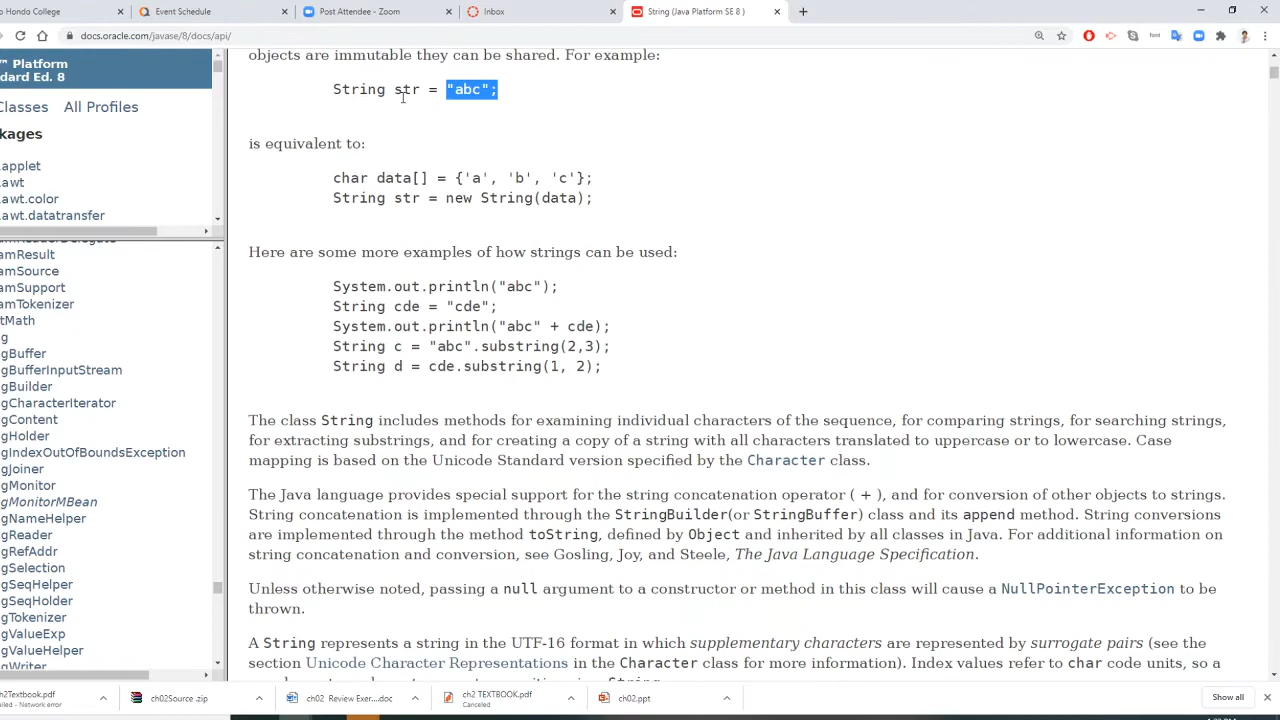 o Hondo College
Event Schedule
Post Attendee - Zoom
Inbox
String (Java Platform SE 8 )
docs.oracle.com/javase/8/docs/api/
™ Platform
dard Ed. 8
Classes All Profiles
kages
.applet
.awt
.awt.color
.awt.datatransfer
amResult
amSource
amSupport
amTokenizer
tMath
g
gBuffer
gBufferInputStream
gBuilder
gCharacterIterator
gContent
gHolder
gIndexOutOfBoundsException
gJoiner
gMonitor
gMonitorMBean
gNameHelper
gReader
gRefAddr
gSelection
gSeqHelper
gSeqHolder
gTokenizer
gValueExp
gValueHelper
gWriter
objects are immutable they can be shared. For example:
String str = "abc";
is equivalent to:
char data[] = {'a', 'b', 'c'};
String str = new String(data);
Here are some more examples of how strings can be used:
System.out.println("abc");
String cde = "cde";
System.out.println("abc" + cde);
String c = "abc".substring(2,3);
String d = cde.substring(1, 2);
The class String includes methods for examining individual characters of the sequence, for comparing strings, for searching strings,
for extracting substrings, and for creating a copy of a string with all characters translated to uppercase or to lowercase. Case
mapping is based on the Unicode Standard version specified by the Character class.
The Java language provides special support for the string concatenation operator ( + ), and for conversion of other objects to strings.
String concatenation is implemented through the StringBuilder(or StringBuffer) class and its append method. String conversions
are implemented through the method toString, defined by Object and inherited by all classes in Java. For additional information on
string concatenation and conversion, see Gosling, Joy, and Steele, The Java Language Specification.
Unless otherwise noted, passing a null argument to a constructor or method in this class will cause a NullPointerException to be
thrown.
A String represents a string in the UTF-16 format in which supplementary characters are represented by surrogate pairs (see the
section Unicode Character Representations in the Character class for more information). Index values refer to char code units, so a
h2Textbook.pdf
led - Network error
ch02Source .zip
ch02 Review Exer....doc
ch2 TEXTBOOK.pdf
Canceled
ch02.ppt
Show all